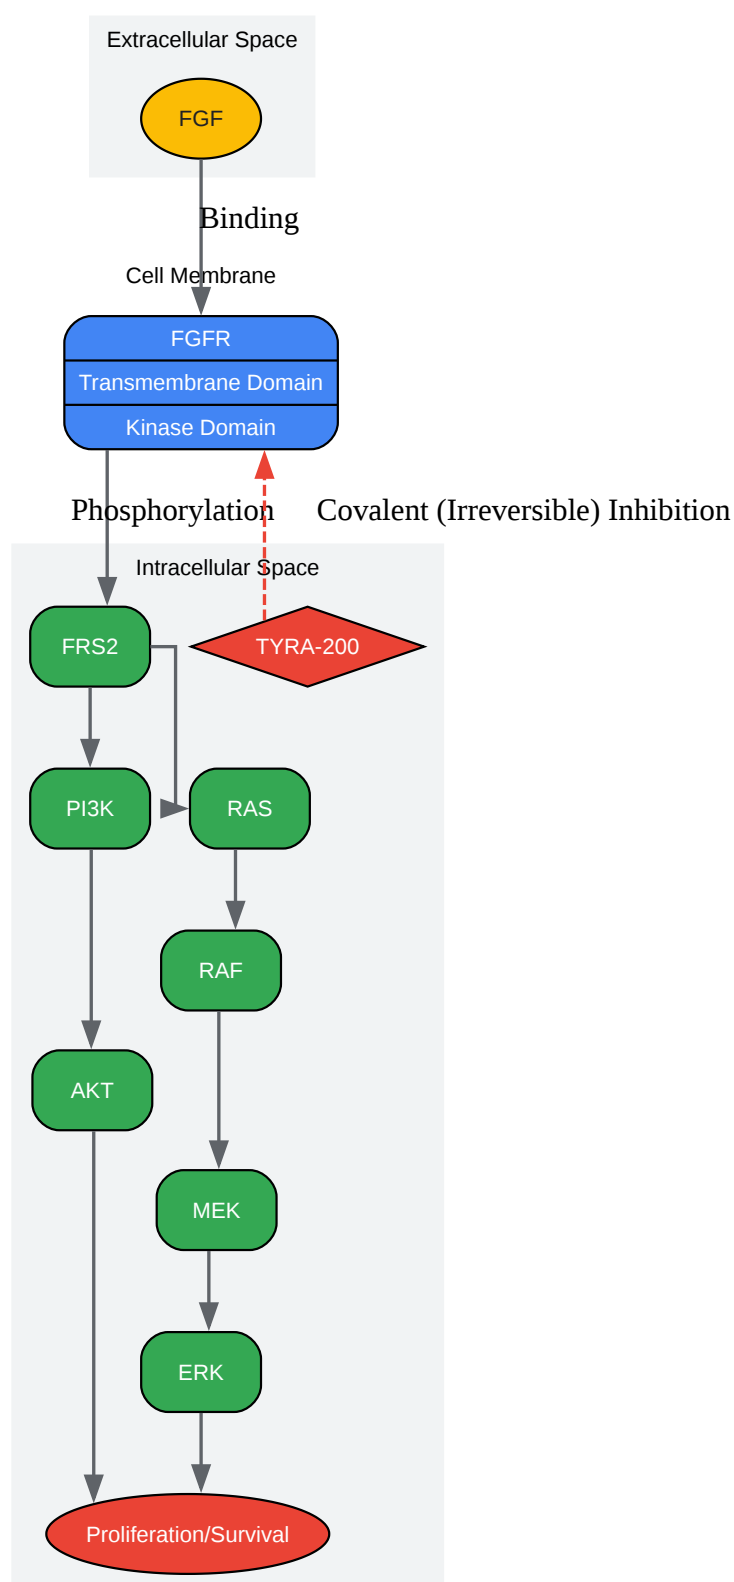 Extracellular Space
FGF
Binding
Cell Membrane
FGFR
Transmembrane Domain
Kinase Domain
Phosphorylation
Covalent (Irreversible) Inhibition
Intracellular Space
FRS2
TYRA-200
PI3K
RAS
RAF
AKT
MEK
ERK
Proliferation/Survival